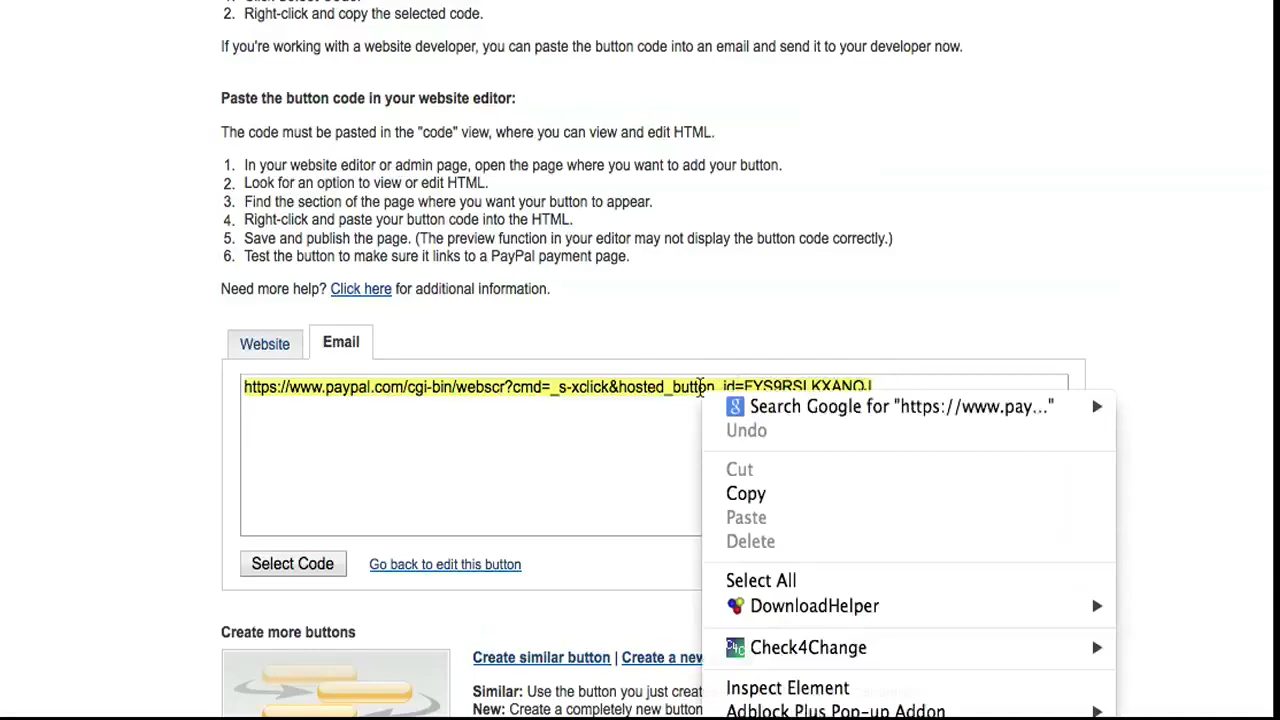 2. Right-click and copy the selected code.
If you're working with a website developer, you can paste the button code into an email and send it to your developer now.
Paste the button code in your website editor:
The code must be pasted in the "code" view, where you can view and edit HTML.
1. In your website editor or admin page, open the page where you want to add your button.
2. Look for an option to view or edit HTML.
3. Find the section of the page where you want your button to appear.
4. Right-click and paste your button code into the HTML.
5. Save and publish the page. (The preview function in your editor may not display the button code correctly.)
6. Test the button to make sure it links to a PayPal payment page.
Need more help? Click here for additional information.
Website Email
https://www.paypal.com/cgi-bin/webscr?cmd=_s-xclick&hosted_button_id=
Search Google for "https://www.pay..."
Undo
Cut
Copy
Paste
Delete
Select All
DownloadHelper
Check4Change
Inspect Element
Adblock Plus Pop-up Addon
Select Code Go back to edit this button
Create more buttons
Create similar button | Create a new
Similar: Use the button you just
New: Create a completely new button